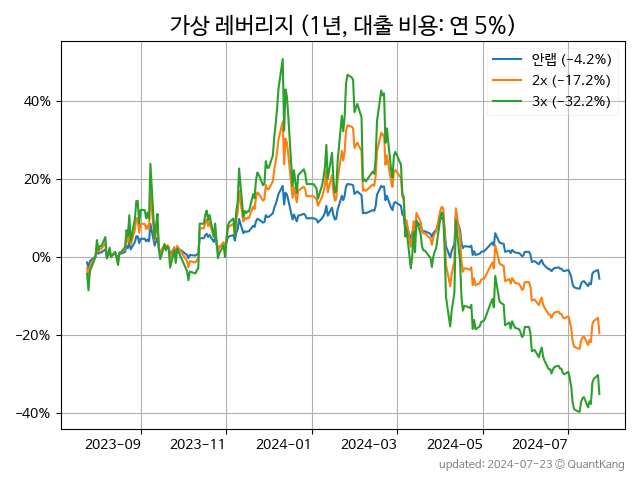 가상 레버리지 (1년, 대출 비용: 연 5%)
안랩 (−4.2%)
2x (−17.2%)
3x (−32.2%)
40%
20%
0%
−20%
−40%
2023-09 2023-11 2024-01 2024-03 2024-05 2024-07
updated: 2024-07-23 © QuantKang